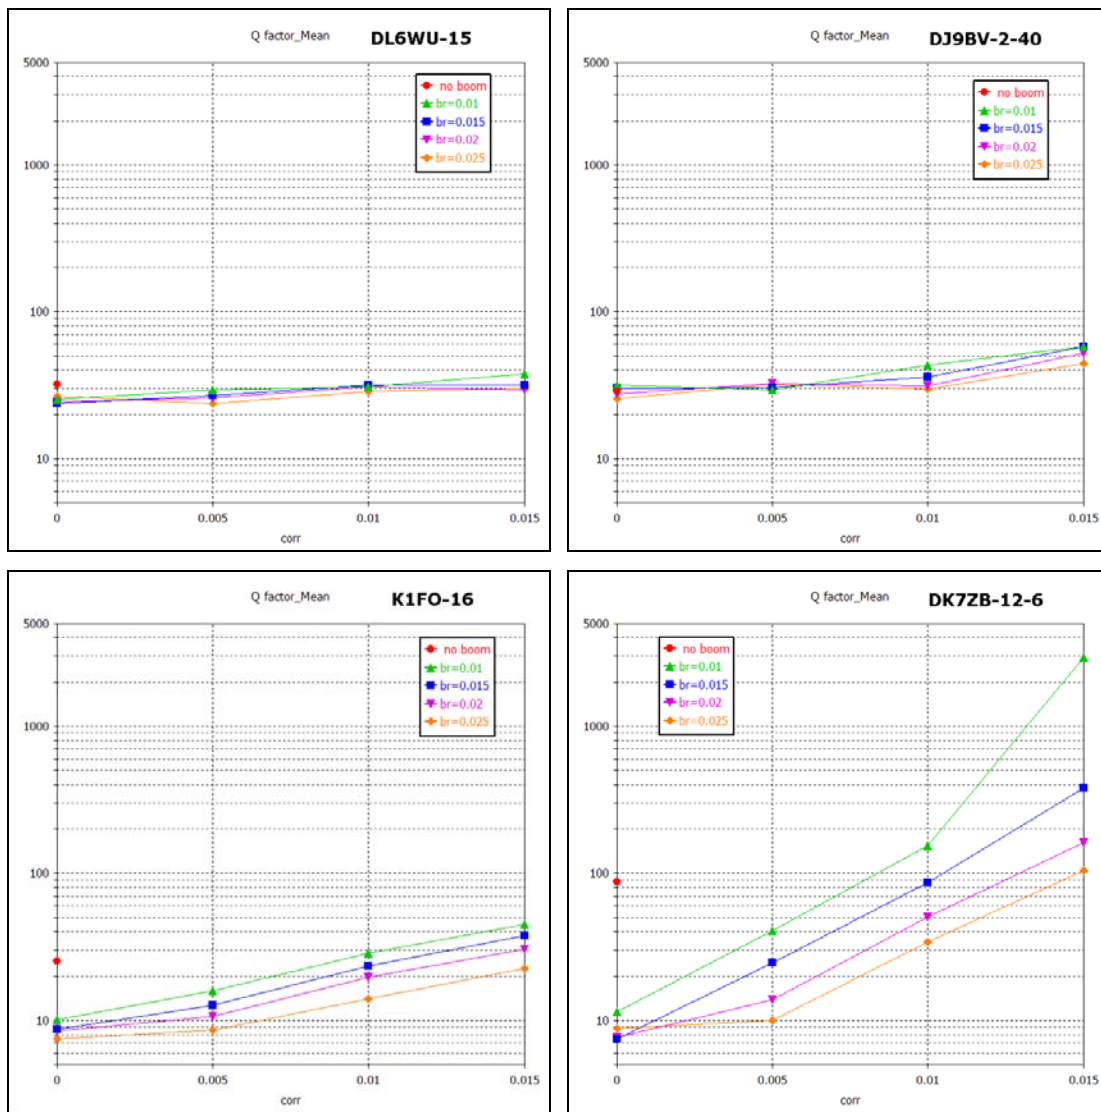 Q factor_Mean DL6WU-15
5000
1000
100
10
no boom
br=0.01
br=0.015
br=0.02
br=0.025
0 0.005 0.01 0.015
corr
Q factor_Mean DJ9BV-2-40
5000
1000
100
10
no boom
br=0.01
br=0.015
br=0.02
br=0.025
0 0.005 0.01 0.015
corr
Q factor_Mean K1FO-16
5000
1000
100
10
no boom
br=0.01
br=0.015
br=0.02
br=0.025
0 0.005 0.01 0.015
corr
Q factor_Mean DK7ZB-12-6
5000
1000
100
10
no boom
br=0.01
br=0.015
br=0.02
br=0.025
0 0.005 0.01 0.015
corr